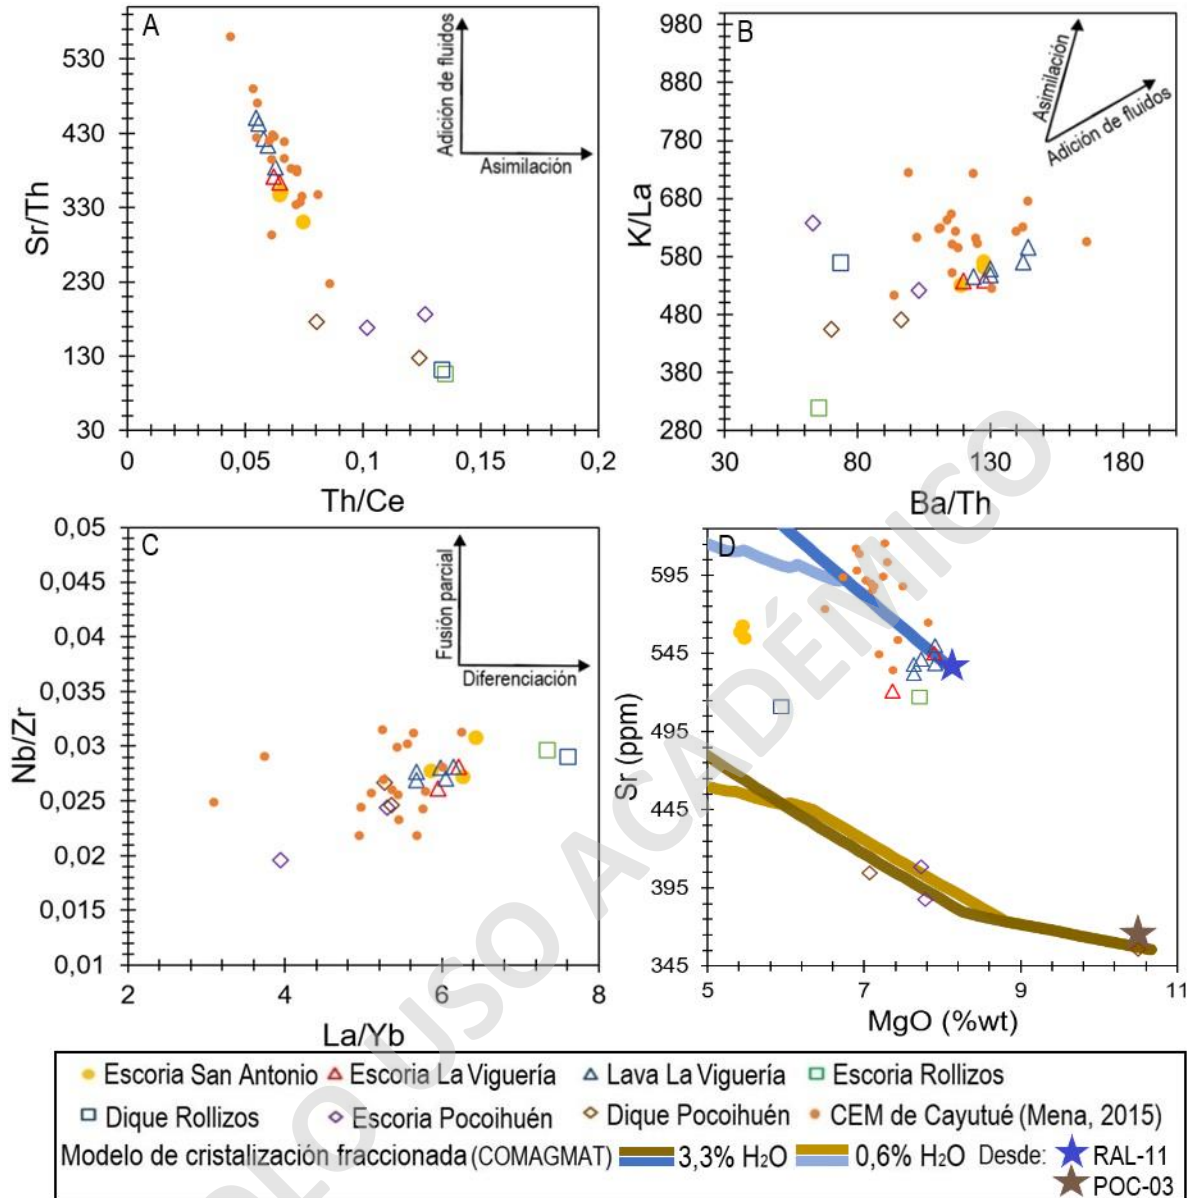 A
530
430
330
230
130
30
Sr/Th
Adición de fluidos
Asimilación
0
0,05
0,1
0,15
0,2
Th/Ce
B
980
880
780
680
580
480
380
280
K/La
Asimilación
Adición de fluidos
30
80
130
180
Ba/Th
C
0,05
0,045
0,04
0,035
0,03
0,025
0,02
0,015
0,01
Nb/Zr
Fusión parcial
Diferenciación
2
4
6
8
La/Yb
D
595
545
495
445
395
345
Sr (ppm)
5
7
9
11
MgO (%wt)
Escoria San Antonio
Escoria La Viguería
Lava La Viguería
Escoria Rollizos
Dique Rollizos
Escoria Pocoihuén
Dique Pocoihuén
CEM de Cayutué (Mena, 2015)
Modelo de cristalización fraccionada (COMAGMAT) 3,3% H₂O 0,6% H₂O Desde: RAL-11
POC-03
SOLO USO ACADÉMICO